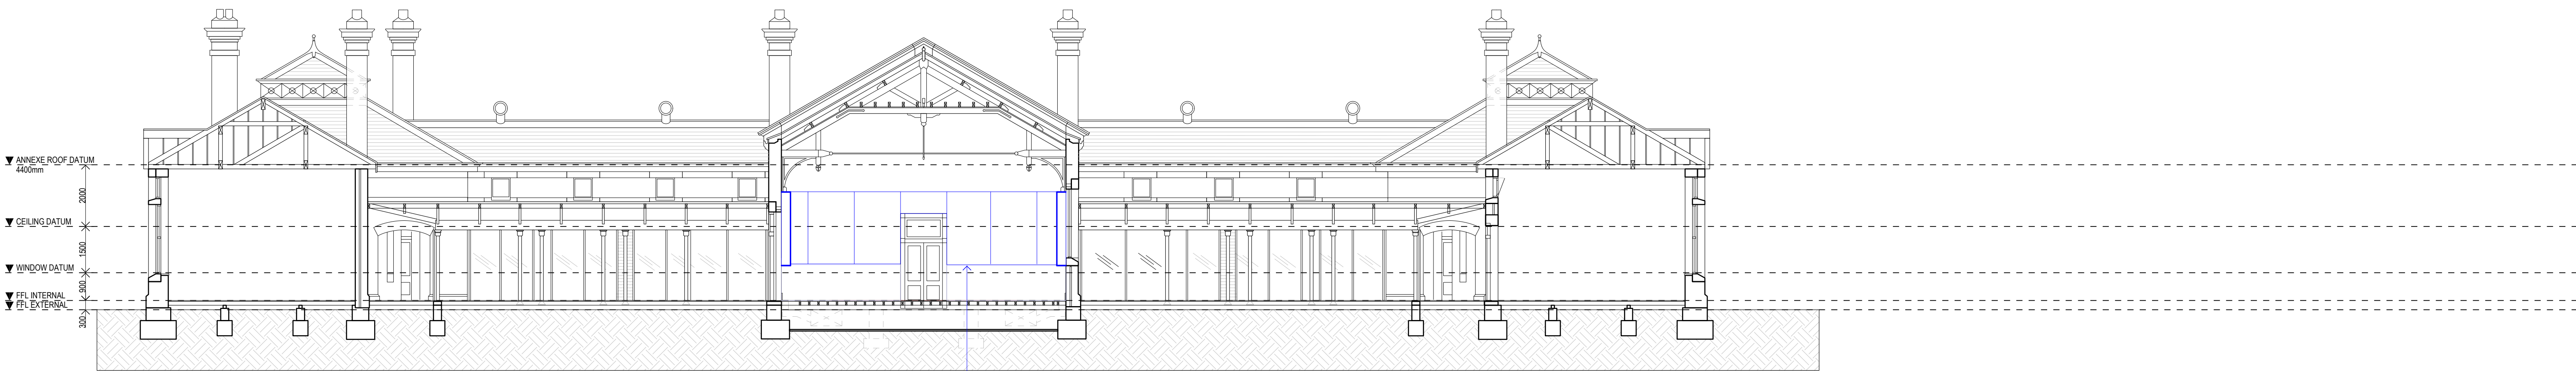 ANNEXE ROOF DATUM
4400mm
2000
CEILING DATUM
1500
WINDOW DATUM
900
FFL INTERNAL
FFL EXTERNAL
300